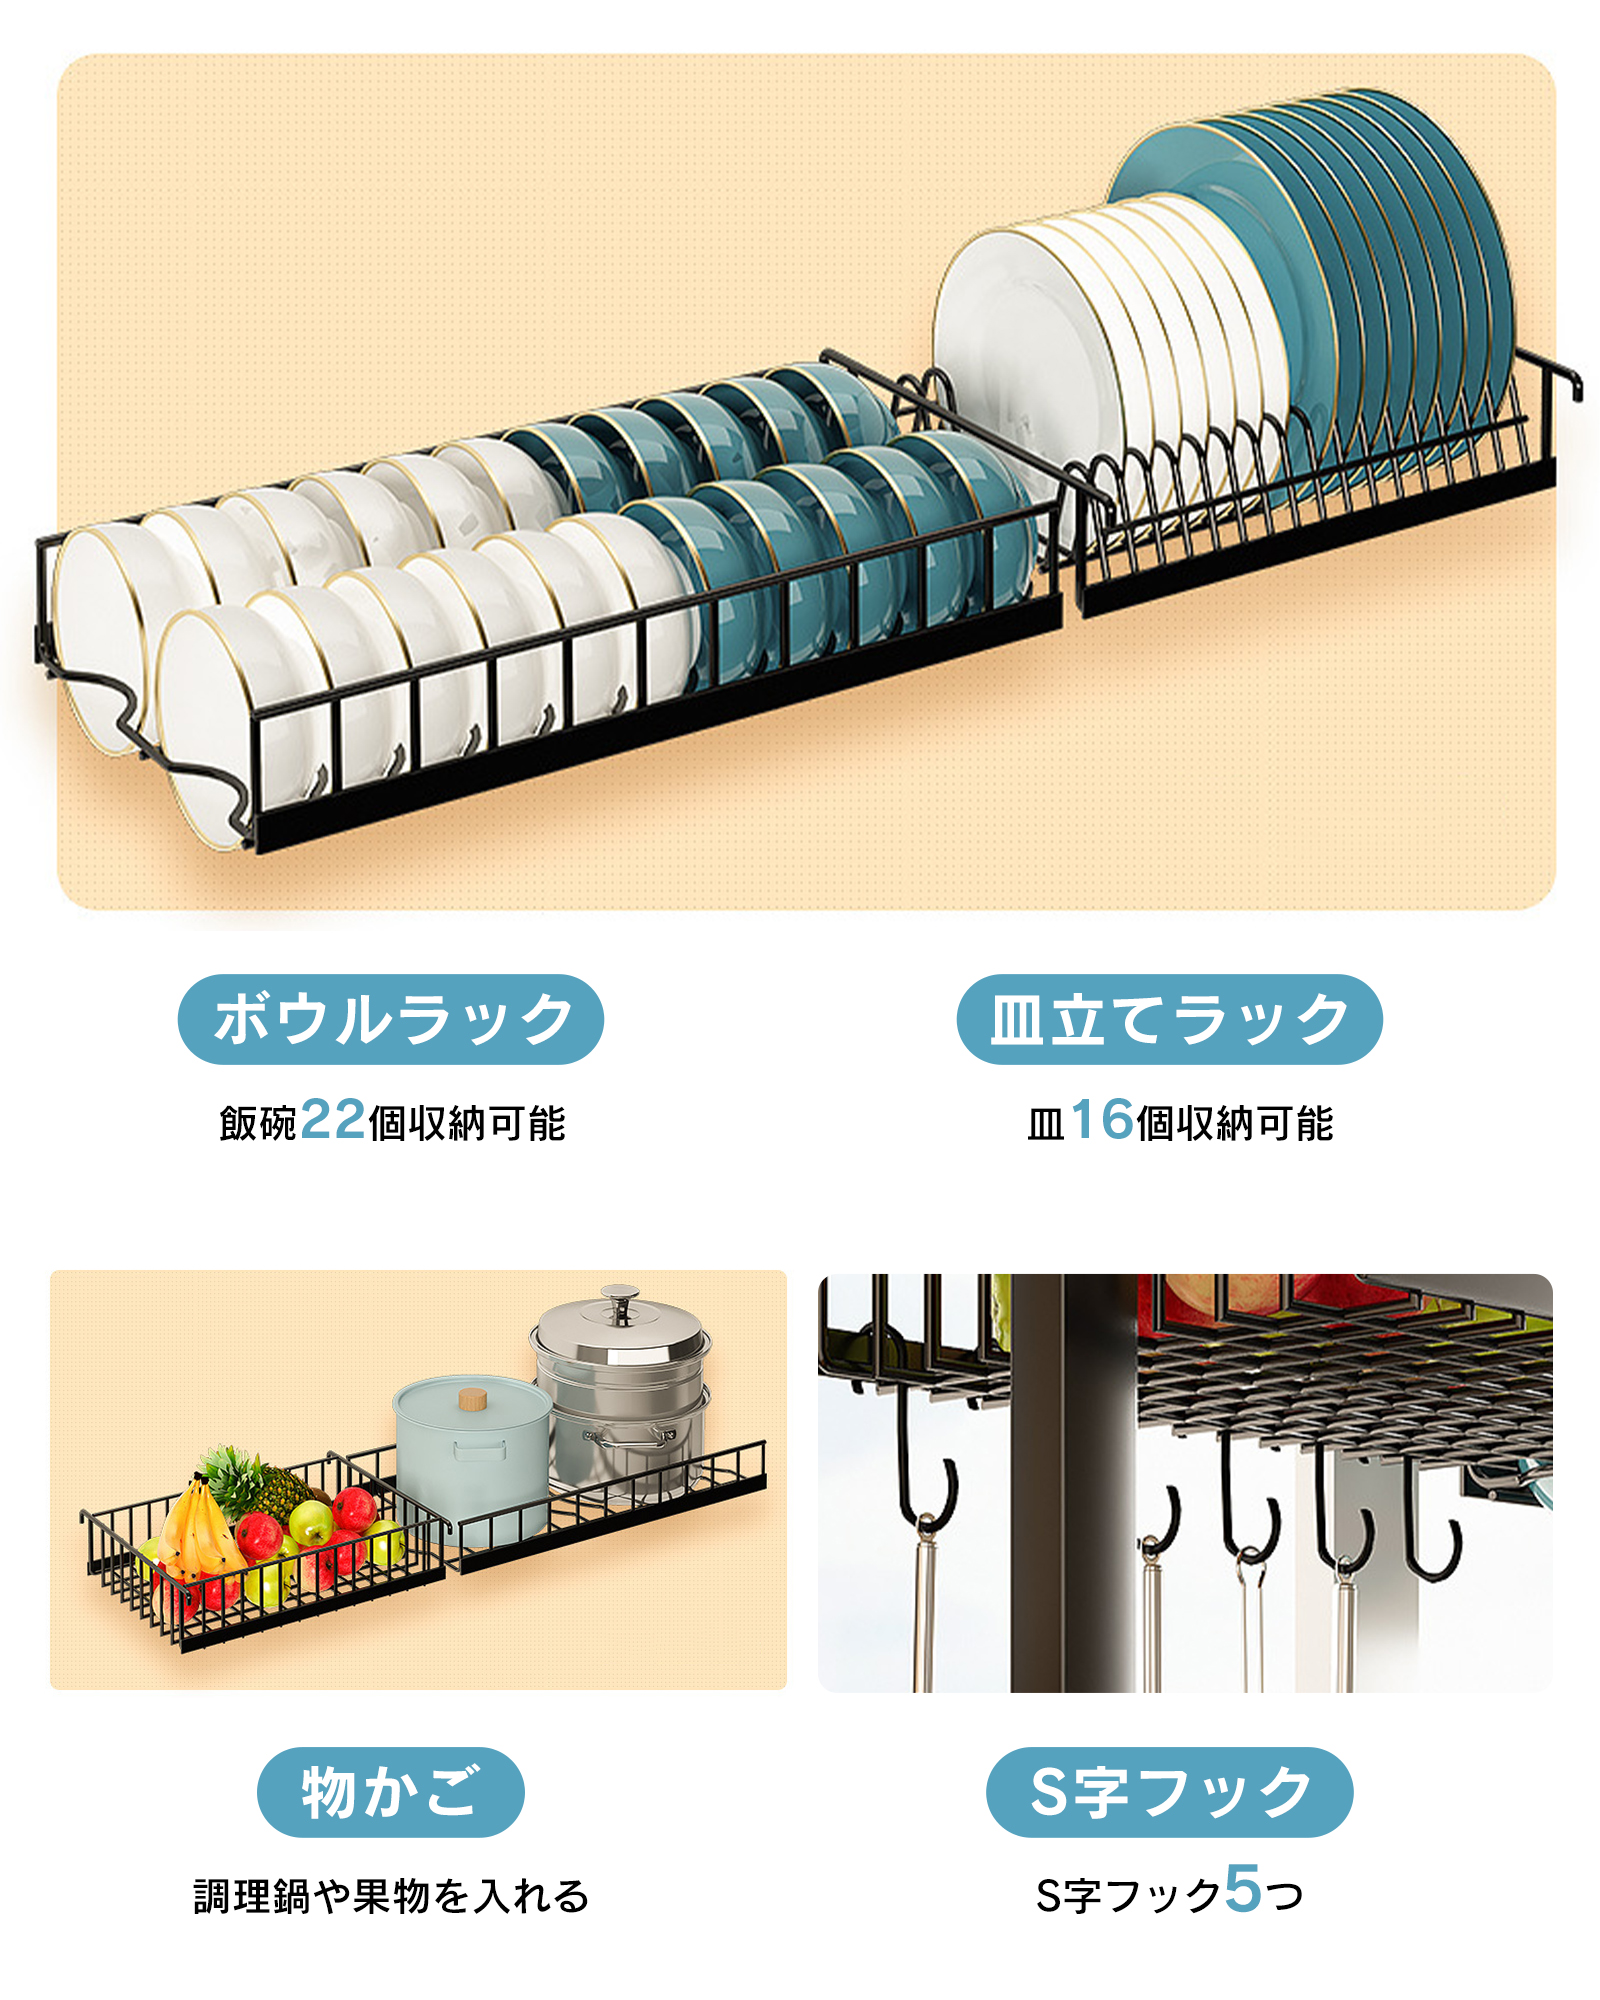 ボウルラック
皿立てラック
飯碗22個収納可能
皿16個収納可能
物かご
S字フック
調理鍋や果物を入れる
S字フック5つ